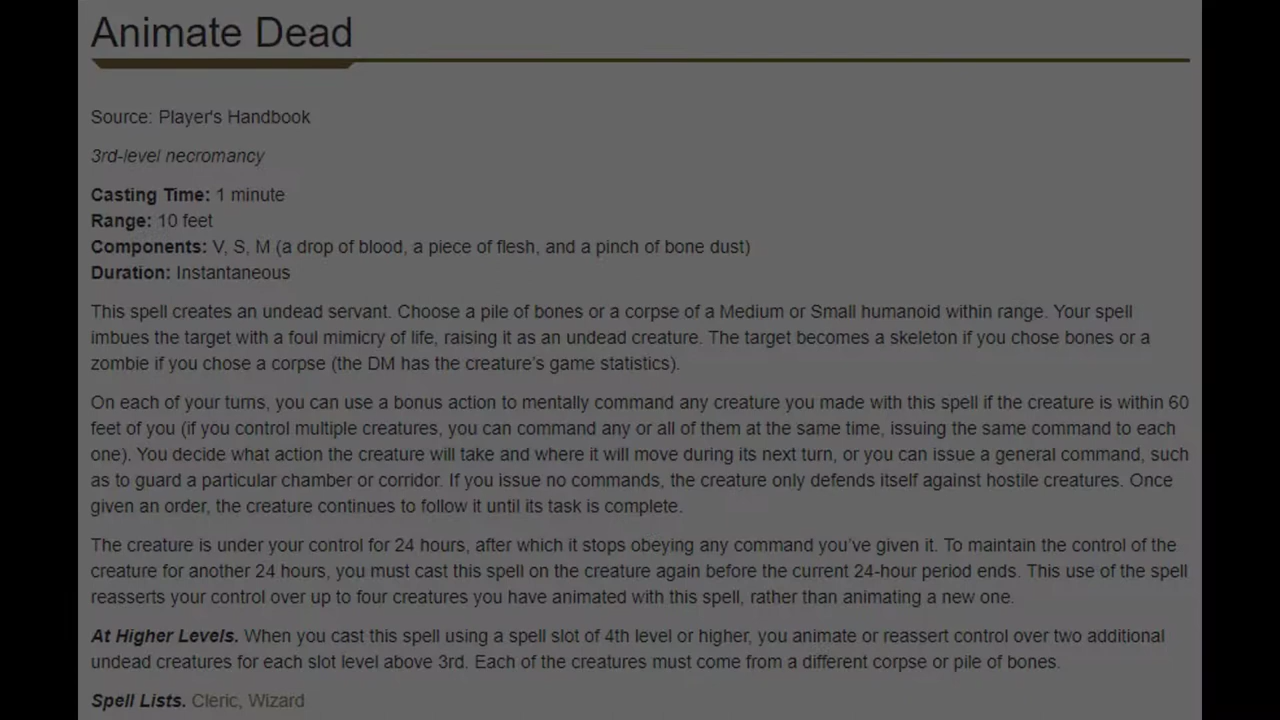 Animate Dead
Source: Player's Handbook
3rd-level necromancy
Casting Time: 1 minute
Range: 10 feet
Components: V, S, M (a drop of blood, a piece of flesh, and a pinch of bone dust)
Duration: Instantaneous
This spell creates an undead servant. Choose a pile of bones or a corpse of a Medium or Small humanoid within range. Your spell
imbues the target with a foul mimicry of life, raising it as an undead creature. The target becomes a skeleton if you chose bones or a
zombie if you chose a corpse (the DM has the creature's game statistics).
On each of your turns, you can use a bonus action to mentally command any creature you made with this spell if the creature is within 60
feet of you (if you control multiple creatures, you can command any or all of them at the same time, issuing the same command to each
one). You decide what action the creature will take and where it will move during its next turn, or you can issue a general command, such
as to guard a particular chamber or corridor. If you issue no commands, the creature only defends itself against hostile creatures. Once
given an order, the creature continues to follow it until its task is complete.
The creature is under your control for 24 hours, after which it stops obeying any command you've given it. To maintain the control of the
creature for another 24 hours, you must cast this spell on the creature again before the current 24-hour period ends. This use of the spell
reasserts your control over up to four creatures you have animated with this spell, rather than animating a new one.
At Higher Levels. When you cast this spell using a spell slot of 4th level or higher, you animate or reassert control over two additional
undead creatures for each slot level above 3rd. Each of the creatures must come from a different corpse or pile of bones.
Spell Lists. Cleric, Wizard